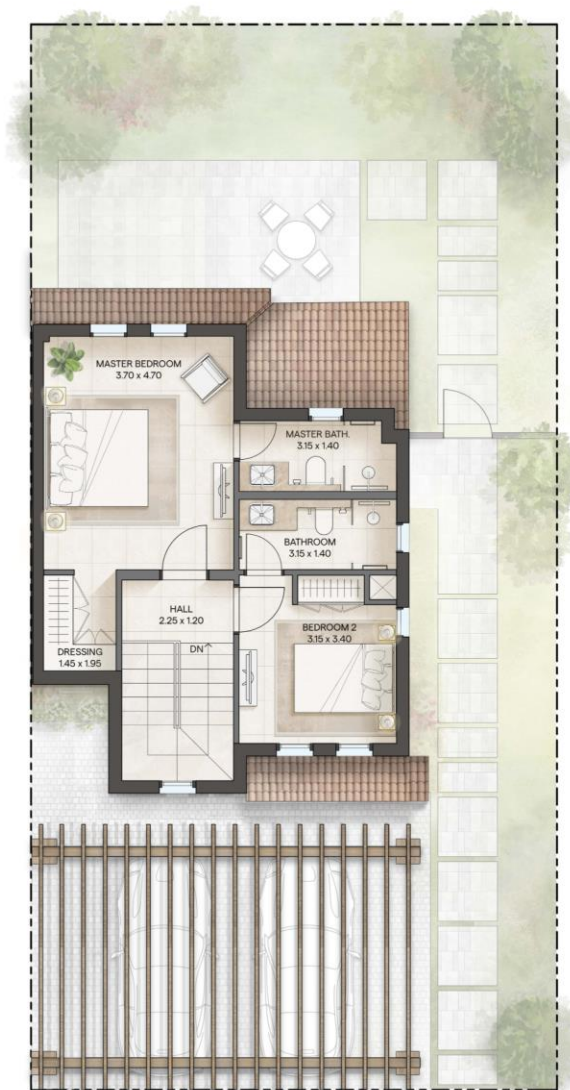 MASTER BEDROOM
3.70 x 4.70
MASTER BATH.
3.15 x 1.40
BATHROOM
3.15 x 1.40
HALL
2.25 x 1.20
DN^
BEDROOM 2
3.15 x 3.40
DRESSING
1.45 x 1.95